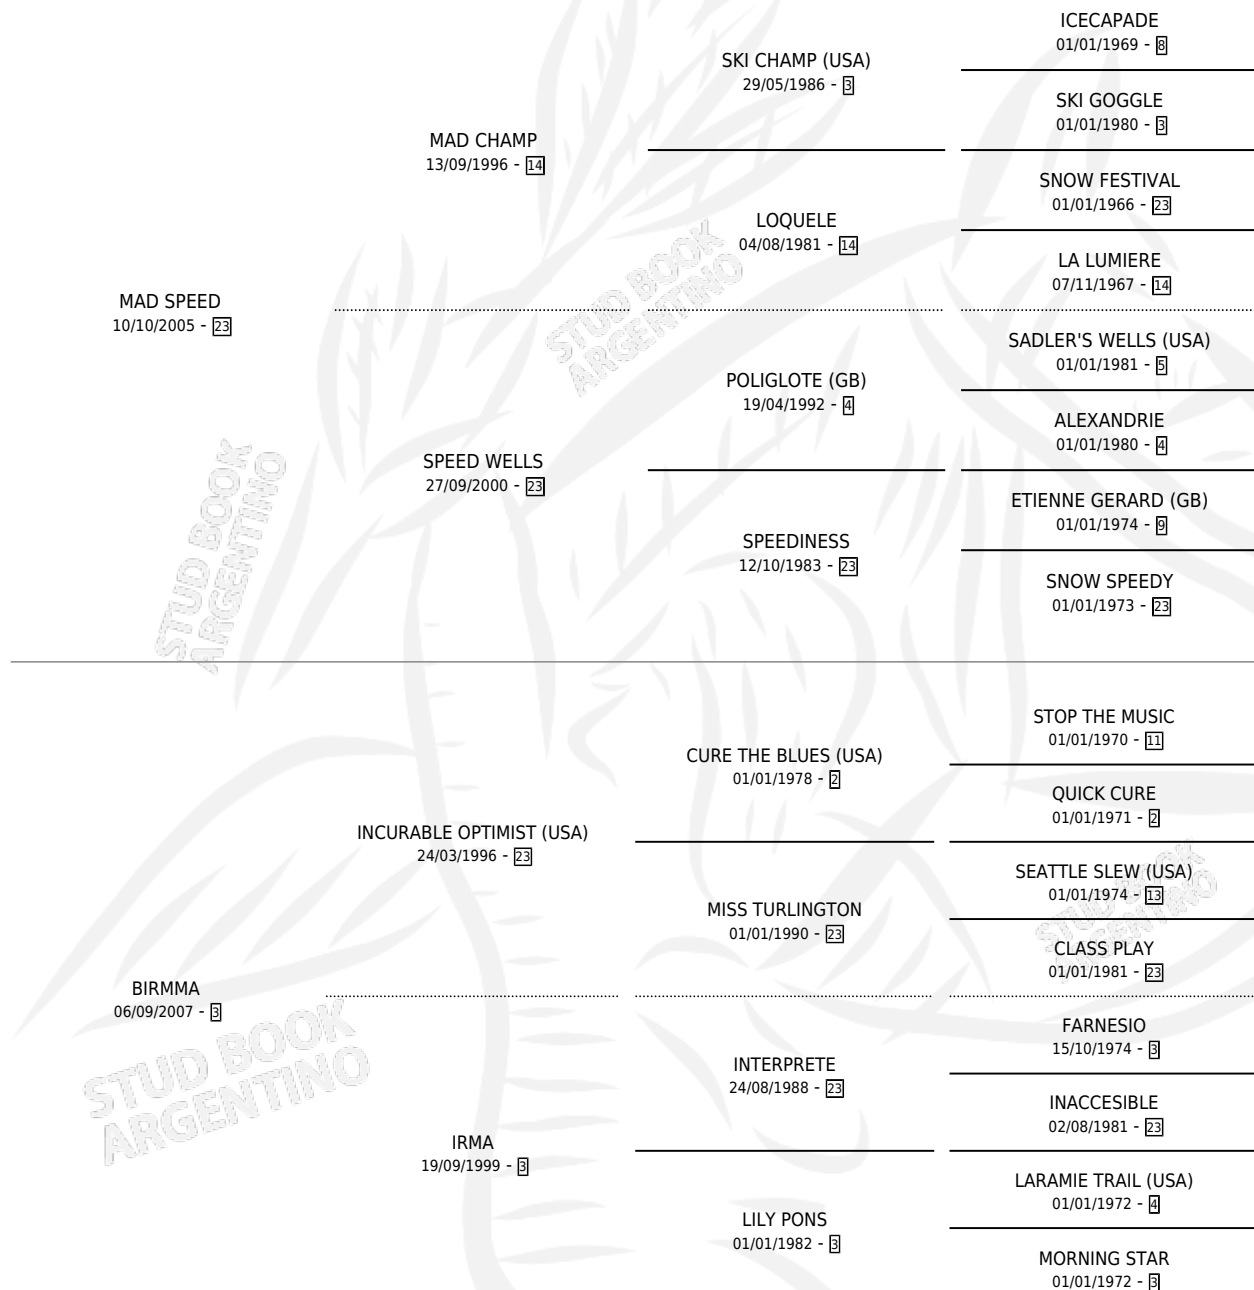 ICECAPADE
01/01/1969 - 8
SKI CHAMP (USA)
29/05/1986 - 3
SKI GOGGLE
01/01/1980 - 3
MAD CHAMP
13/09/1996 - 14
SNOW FESTIVAL
01/01/1966 - 23
LOQUELE
04/08/1981 - 14
LA LUMIERE
07/11/1967 - 14
MAD SPEED
10/10/2005 - 23
STUD BOOK
ARGENTINO
SADLER'S WELLS (USA)
01/01/1981 - 5
POLIGLOTE (GB)
19/04/1992 - 4
ALEXANDRIE
01/01/1980 - 4
SPEED WELLS
27/09/2000 - 23
ETIENNE GERARD (GB)
01/01/1974 - 9
SPEEDINESS
12/10/1983 - 23
SNOW SPEEDY
01/01/1973 - 23
STUD BOOK
ARGENTINO
STOP THE MUSIC
01/01/1970 - 11
CURE THE BLUES (USA)
01/01/1978 - 2
QUICK CURE
01/01/1971 - 2
INCURABLE OPTIMIST (USA)
24/03/1996 - 23
SEATTLE SLEW (USA)
01/01/1974 - 13
MISS TURLINGTON
01/01/1990 - 23
CLASS PLAY
01/01/1981 - 23
STUD BOOK
ARGENTINO
BIRMMA
06/09/2007 - 3
FARNESIO
15/10/1974 - 3
INTERPRETE
24/08/1988 - 23
INACCESIBLE
02/08/1981 - 23
STUD BOOK
ARGENTINO
IRMA
19/09/1999 - 3
LARAMIE TRAIL (USA)
01/01/1972 - 4
LILY PONS
01/01/1982 - 3
MORNING STAR
01/01/1972 - 3